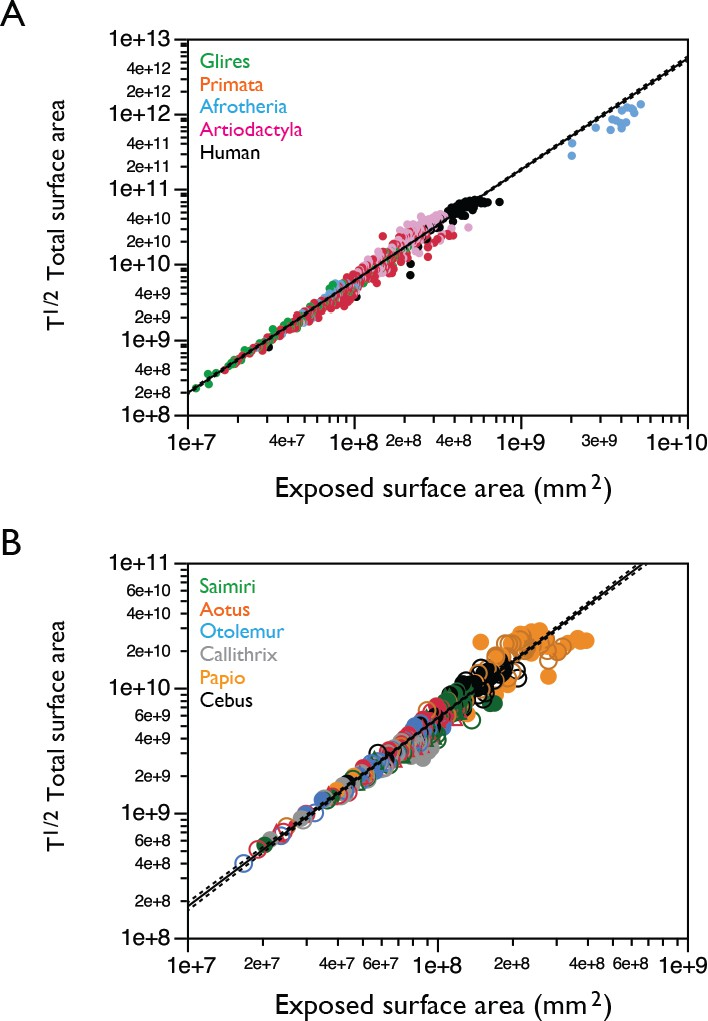 A
1e+13
4e+12
2e+12
1e+12
4e+11
2e+11
1e+11
4e+10
2e+10
1e+10
4e+9
2e+9
1e+9
4e+8
2e+8
1e+8
T1/2 Total surface area
Glires
Primata
Afrotheria
Artiodactyla
Human
1e+7 4e+7 1e+8 2e+8 4e+8 1e+9 3e+9 1e+10
Exposed surface area (mm2)
B
1e+11
6e+10
4e+10
2e+10
1e+10
6e+9
4e+9
2e+9
1e+9
6e+8
4e+8
2e+8
1e+8
T1/2 Total surface area
Saimiri
Aotus
Otolemur
Callithrix
Papio
Cebus
1e+7 2e+7 4e+7 6e+7 1e+8 2e+8 4e+8 6e+8 1e+9
Exposed surface area (mm2)